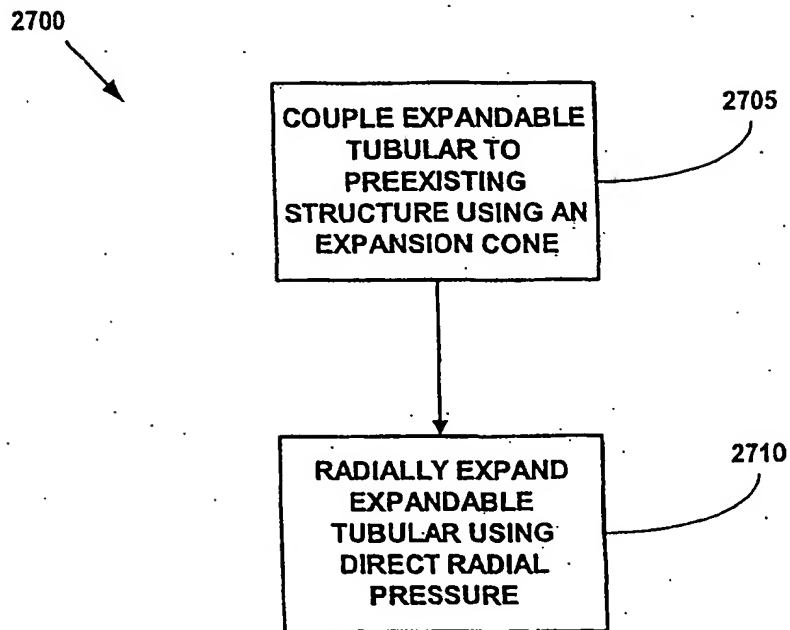 2700
COUPLE EXPANDABLE
TUBULAR TO
PREEXISTING
STRUCTURE USING AN
EXPANSION CONE
2705
RADIALLY EXPAND
EXPANDABLE
TUBULAR USING
DIRECT RADIAL
PRESSURE
2710